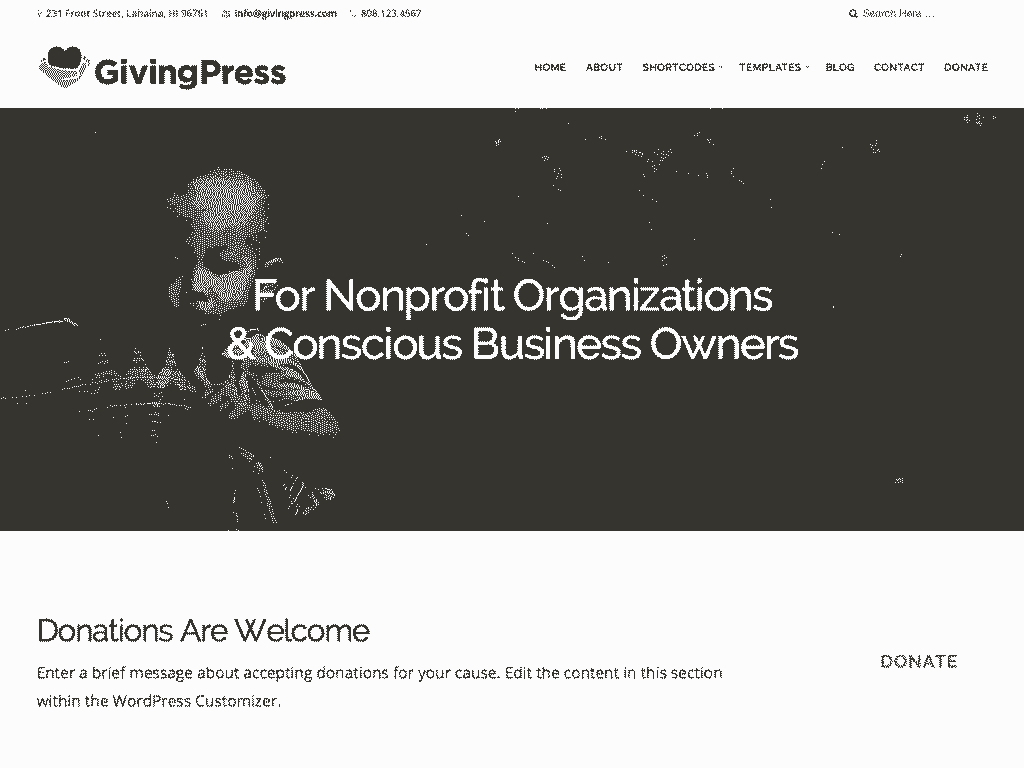 231 Front Street, Lahaina, HI 96761 info@givingpress.com 808.123.4567 Search Here ...
GivingPress
HOME ABOUT SHORTCODES TEMPLATES BLOG CONTACT DONATE
For Nonprofit Organizations
& Conscious Business Owners
Donations Are Welcome
Enter a brief message about accepting donations for your cause. Edit the content in this section
within the WordPress Customizer.
DONATE